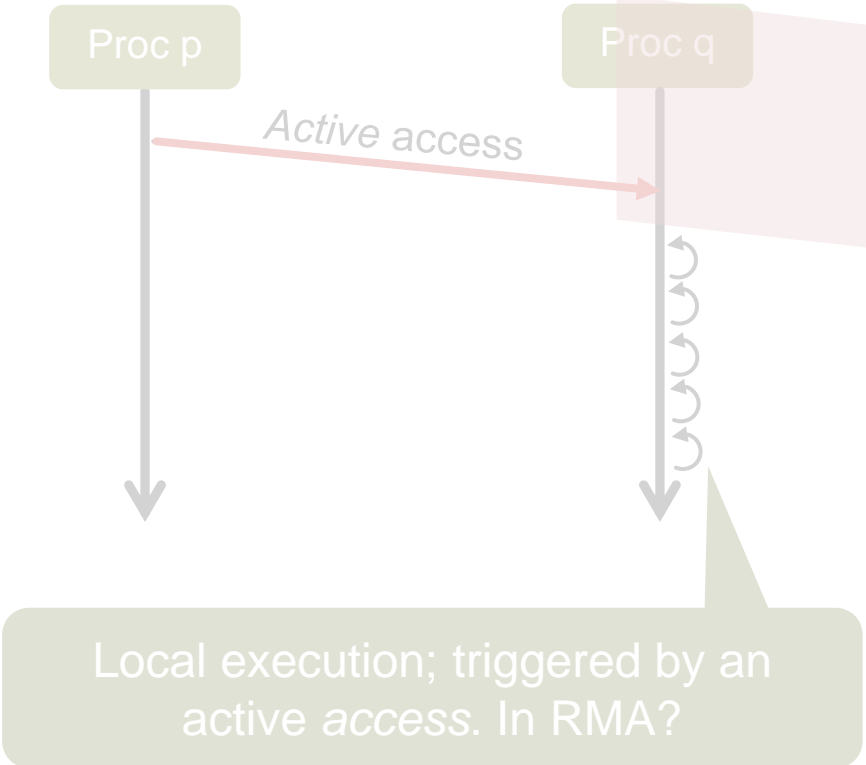 Proc p
Proc q
Active access
Local execution; triggered by an
active access. In RMA?